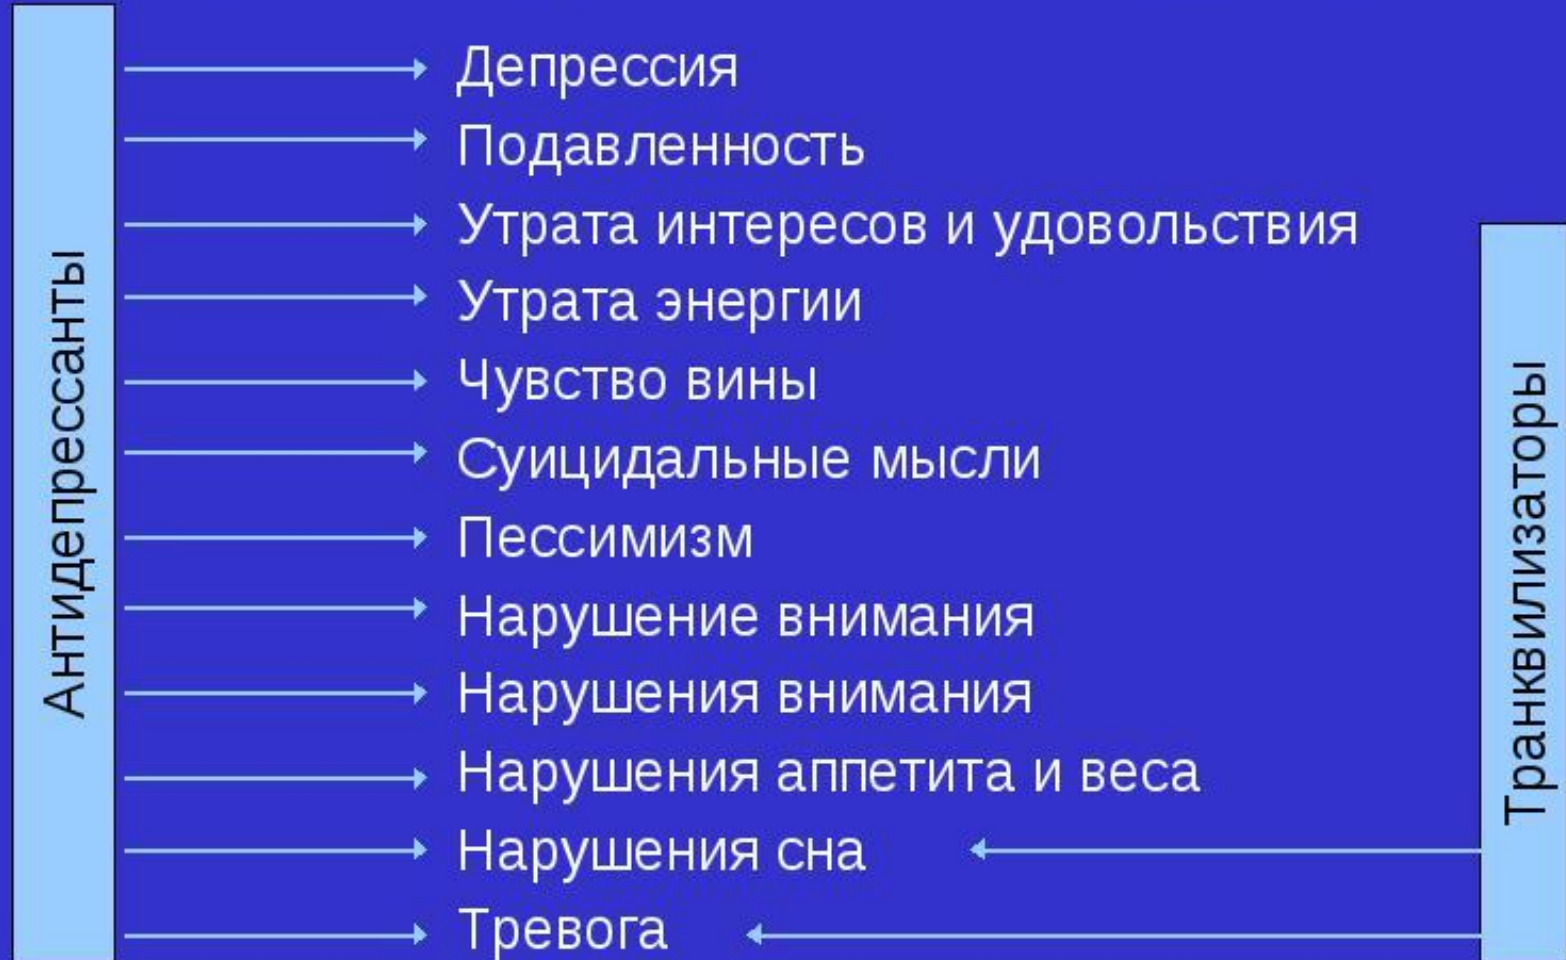 Антидепрессанты
Депрессия
Подавленность
Утрата интересов и удовольствия
Утрата энергии
Чувство вины
Суицидальные мысли
Пессимизм
Нарушение внимания
Нарушения внимания
Нарушения аппетита и веса
Нарушения сна
Тревога
Транквилизаторы